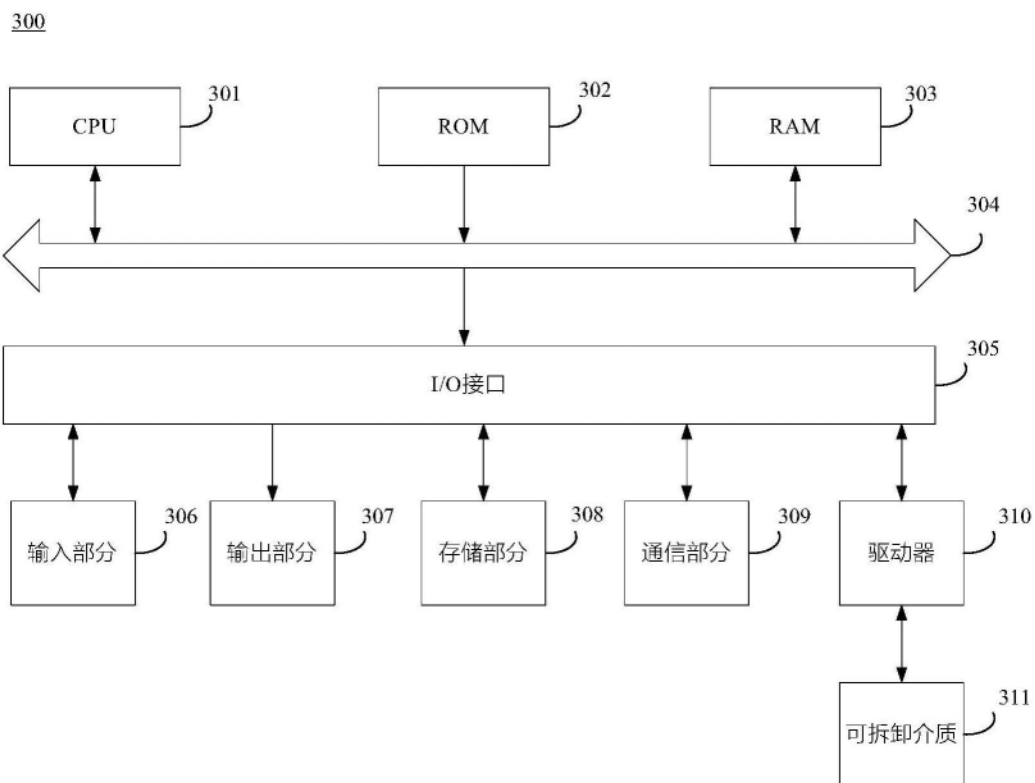 300
301
302
303
CPU
ROM
RAM
304
305
I/O接口
306
307
308
309
310
输入部分
输出部分
存储部分
通信部分
驱动器
311
可拆卸介质